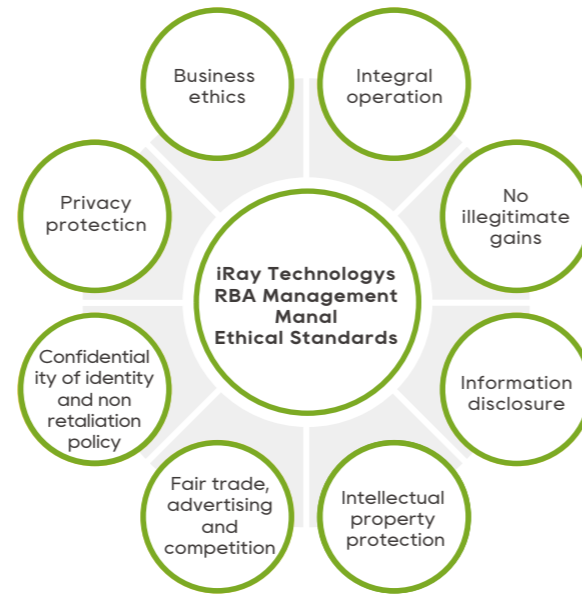 Business
ethics
Integral
operation
No
illegitimate
gains
Information
disclosure
Intellectual
property
protection
Fair trade,
advertising
and
competition
Confidential
ity of identity
and non
retaliation
policy
Privacy
protecticn
iRay Technologys
RBA Management
Manal
Ethical Standards